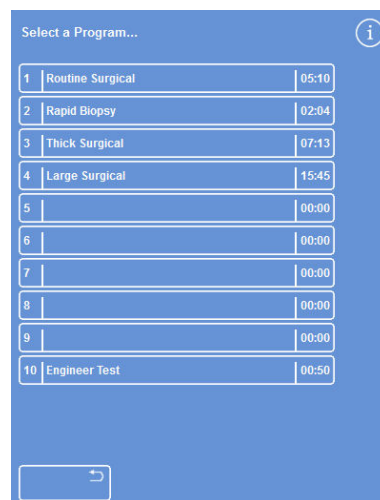 Select a Program...
i
1 Routine Surgical 05:10
2 Rapid Biopsy 02:04
3 Thick Surgical 07:13
4 Large Surgical 15:45
5 00:00
6 00:00
7 00:00
8 00:00
9 00:00
10 Engineer Test 00:50